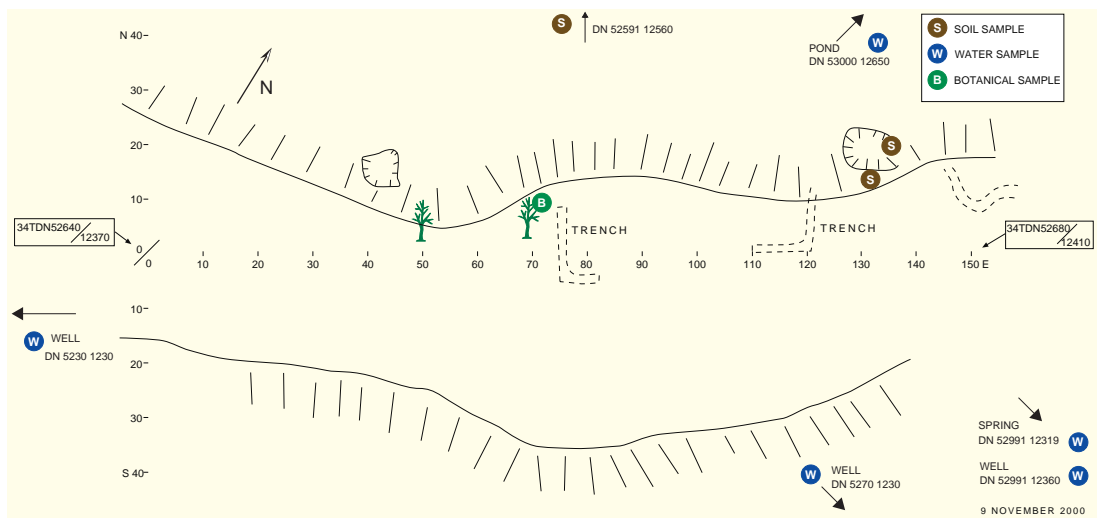 N 40
S
DN 52591 12560
POND
DN 53000 12650
W
S SOIL SAMPLE
W WATER SAMPLE
B BOTANICAL SAMPLE
30
N
20
S
S
10
B
TRENCH
TRENCH
34TDN52640
12370
34TDN52680
12410
0
0 10 20 30 40 50 60 70 80 90 100 110 120 130 140 150 E
10
W WELL
DN 5230 1230
20
30
SPRING
DN 52991 12319 W
S 40
W WELL
DN 5270 1230
WELL
DN 52991 12360 W
9 NOVEMBER 2000